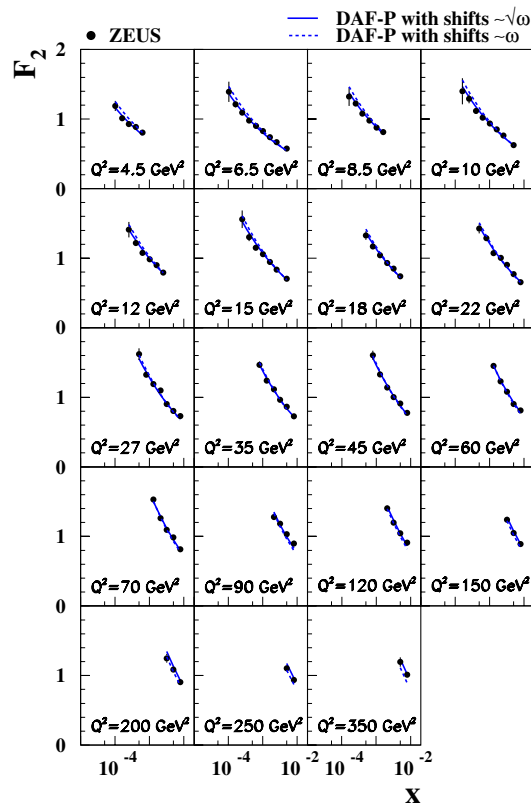 DAF-P with shifts ~√ω
ZEUS
DAF-P with shifts ~ω
F₂
2
Q²=4.5 GeV² Q²=6.5 GeV² Q²=8.5 GeV² Q²=10 GeV²
1
0
Q²=12 GeV² Q²=15 GeV² Q²=18 GeV² Q²=22 GeV²
1
0
Q²=27 GeV² Q²=35 GeV² Q²=45 GeV² Q²=60 GeV²
1
0
Q²=70 GeV² Q²=90 GeV² Q²=120 GeV² Q²=150 GeV²
1
0
Q²=200 GeV² Q²=250 GeV² Q²=350 GeV²
1
0
10⁻⁴ 10⁻² 10⁻⁴ 10⁻² 10⁻⁴ 10⁻²
x